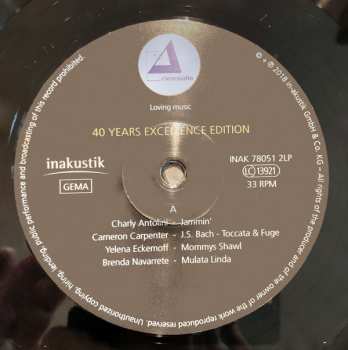 Loving music
40 YEARS EXCELLENCE EDITION
inakustik
GEMA
INAK 78051 2LP
LC 13921
33 RPM
A
Charly Antolini - Jammin'
Cameron Carpenter - J.S. Bach - Toccata & Fuge
Yelena Eckemoff - Mommys Shawl
Brenda Navarrete - Mulata Linda
℗ + © 2018 in-akustik GmbH & Co. KG – All rights of the producer and of the owner of the work reproduced reserved. Unauthorized copying, hiring, lending, public performance and broadcasting of this record prohibited.